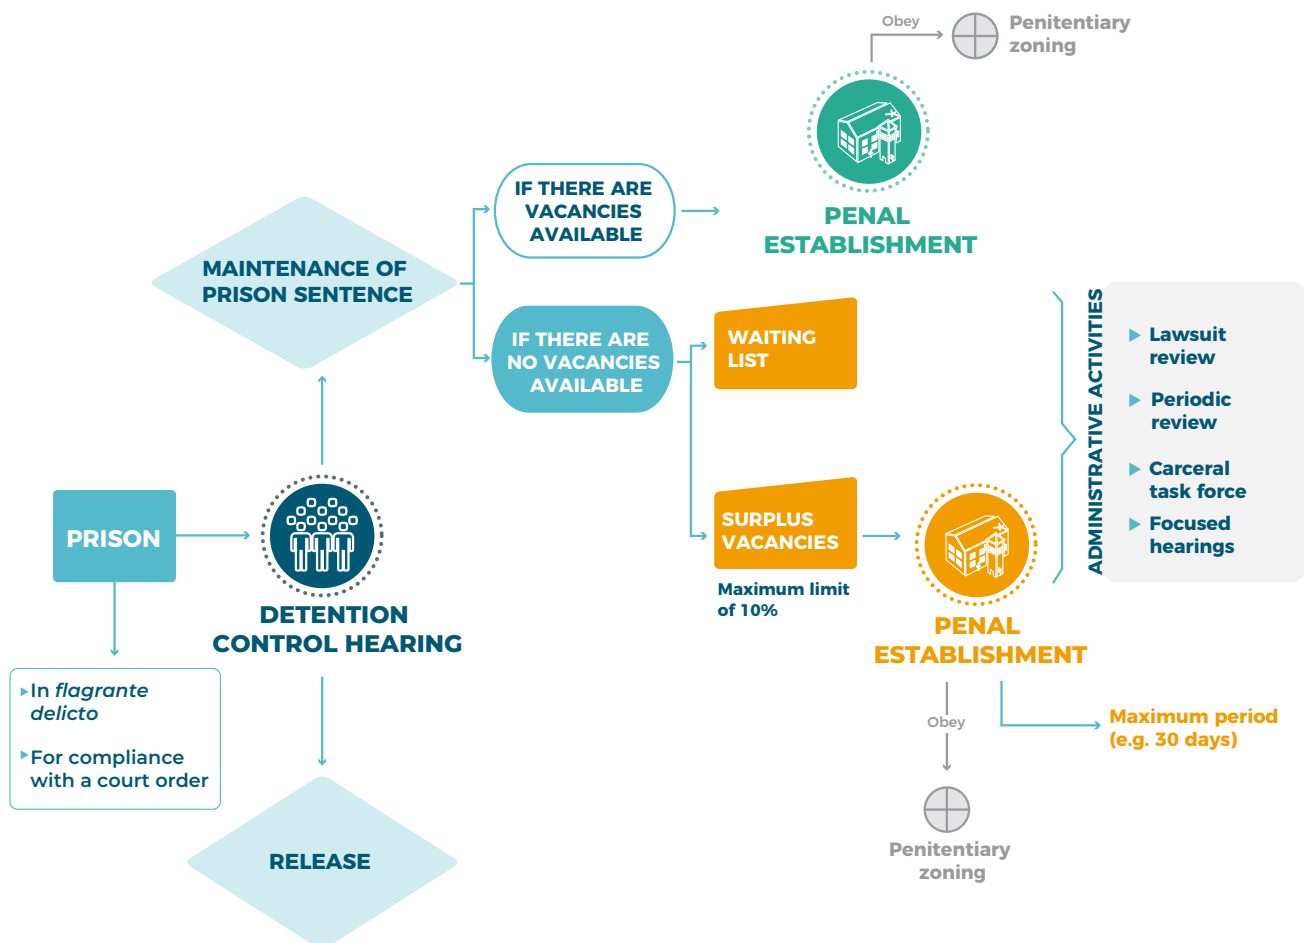 Obey
Penitentiary
zoning
PENAL
ESTABLISHMENT
IF THERE ARE
VACANCIES
AVAILABLE
MAINTENANCE OF
PRISON SENTENCE
IF THERE ARE
NO VACANCIES
AVAILABLE
WAITING
LIST
SURPLUS
VACANCIES
Maximum limit
of 10%
PENAL
ESTABLISHMENT
ADMINISTRATIVE ACTIVITIES
Lawsuit
review
Periodic
review
Carceral
task force
Focused
hearings
PRISON
DETENTION
CONTROL HEARING
In flagrante
delicto
For compliance
with a court order
RELEASE
Obey
Penitentiary
zoning
Maximum period
(e.g. 30 days)